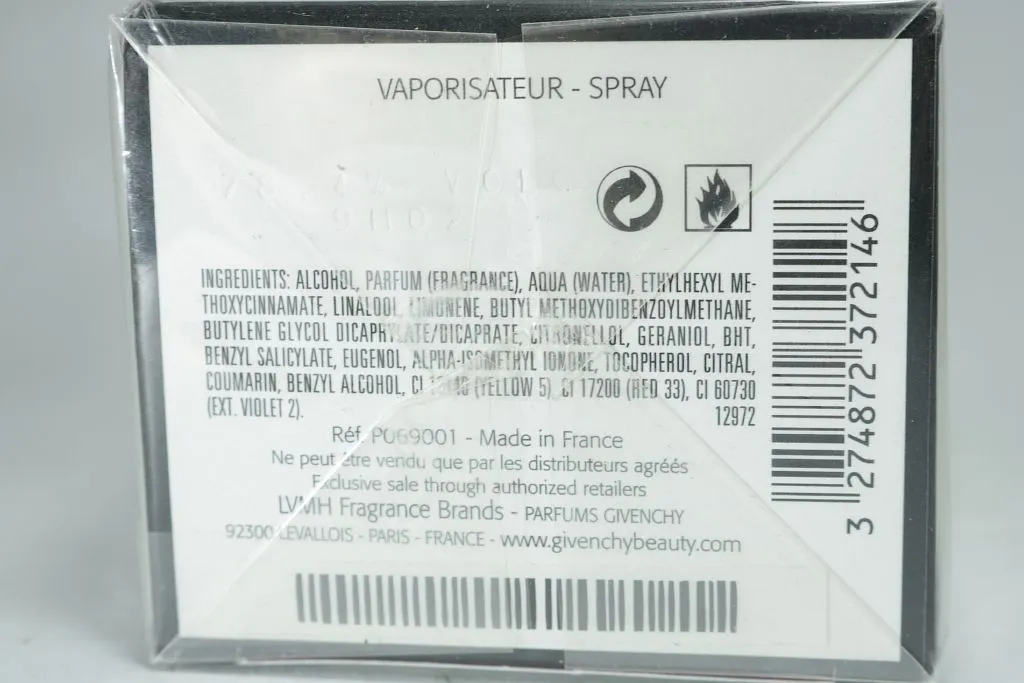 VAPORISATEUR - SPRAY
INGREDIENTS: ALCOHOL, PARFUM (FRAGRANCE), AQUA (WATER), ETHYLHEXYL ME-
THOXYCINNAMATE, LINALOOL, LIMONENE, BUTYL METHOXYDIBENZOYLMETHANE,
BUTYLENE GLYCOL DICAPRYLATE/DICAPRATE, CITRONELLOL, GERANIOL, BHT,
BENZYL SALICYLATE, EUGENOL, ALPHA-ISOMETHYL IONONE, TOCOPHEROL, CITRAL,
COUMARIN, BENZYL ALCOHOL, CI (YELLOW 5), CI 17200 (RED 33), CI 60730
(EXT. VIOLET 2). 12972
Réf. P069001 - Made in France
Ne peut être vendu que par les distributeurs agréés
Exclusive sale through authorized retailers
LVMH Fragrance Brands - PARFUMS GIVENCHY
92300 LEVALLOIS - PARIS - FRANCE - www.givenchybeauty.com
3 274872 372146